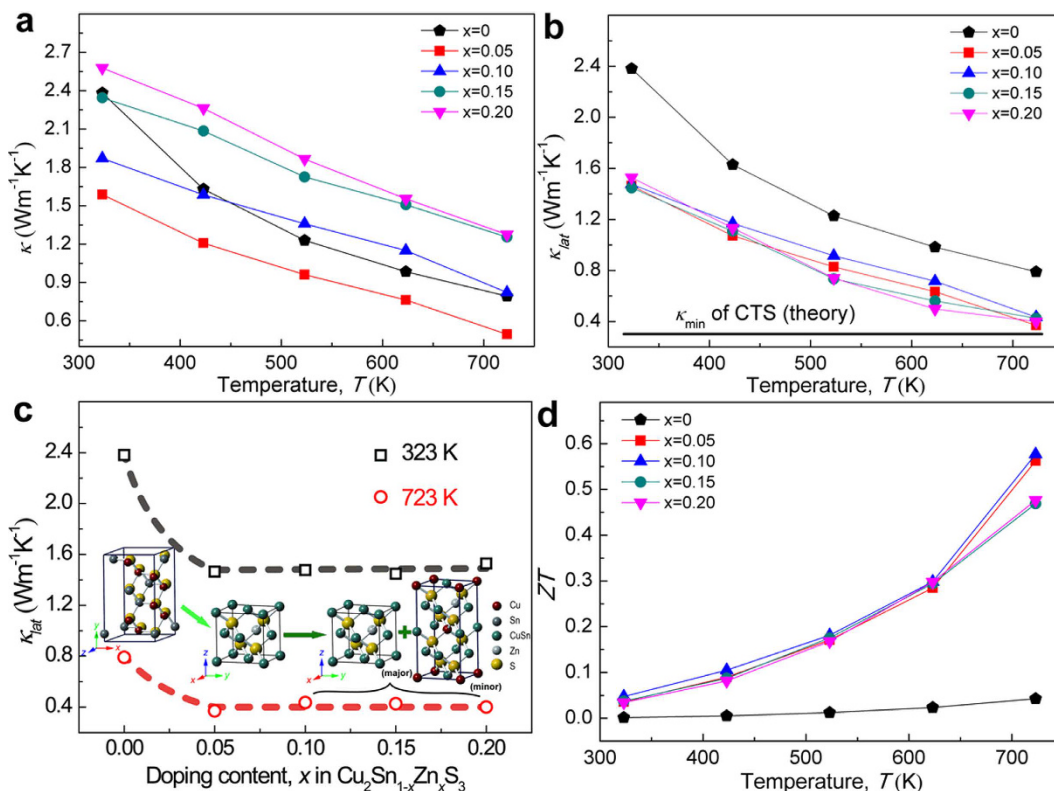 a
κ (Wm⁻¹K⁻¹)
2.7
2.4
2.1
1.8
1.5
1.2
0.9
0.6
x=0
x=0.05
x=0.10
x=0.15
x=0.20
300 400 500 600 700
Temperature, T (K)
b
κlat (Wm⁻¹K⁻¹)
2.4
2.0
1.6
1.2
0.8
0.4
x=0
x=0.05
x=0.10
x=0.15
x=0.20
κmin of CTS (theory)
300 400 500 600 700
Temperature, T (K)
c
κlat (Wm⁻¹K⁻¹)
2.4
2.0
1.6
1.2
0.8
0.4
323 K
723 K
z y x
z x y
z x y
Cu
Sn
CuSn
Zn
S
(major)
(minor)
0.00 0.05 0.10 0.15 0.20
Doping content, x in Cu₂Sn₁₋ₓZnₓS₃
d
ZT
0.6
0.5
0.4
0.3
0.2
0.1
0.0
x=0
x=0.05
x=0.10
x=0.15
x=0.20
300 400 500 600 700
Temperature, T (K)